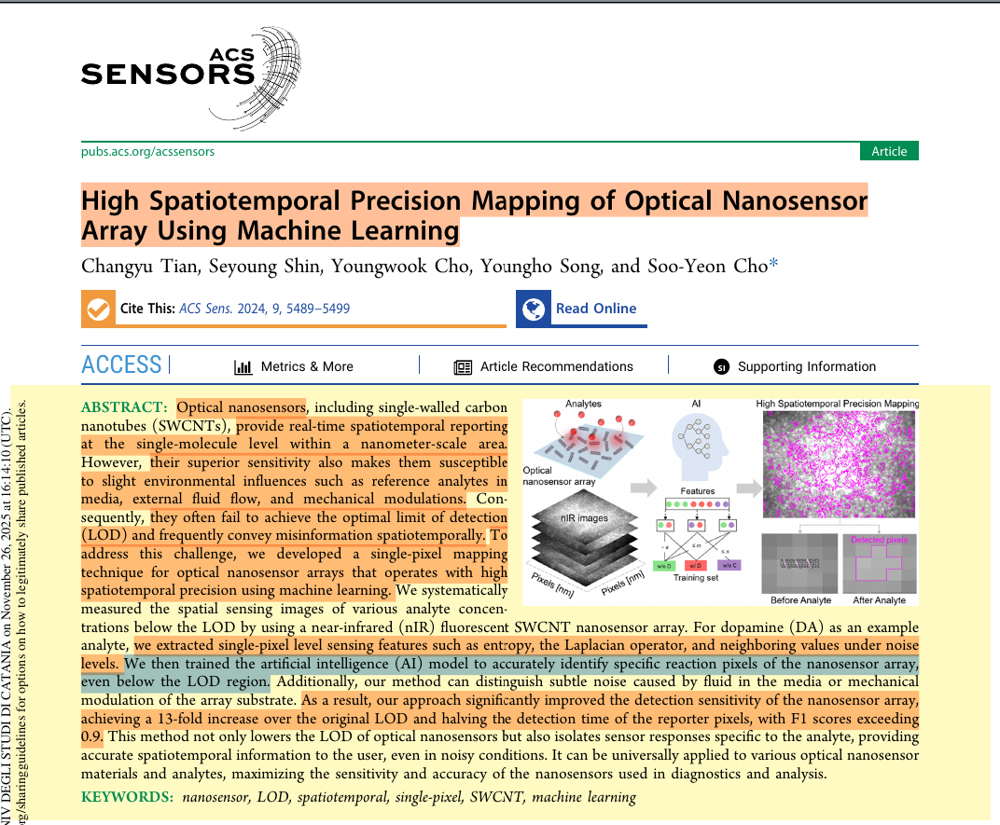 ACS
SENSORS
pubs.acs.org/acssensors
Article
High Spatiotemporal Precision Mapping of Optical Nanosensor
Array Using Machine Learning
Changyu Tian, Seyoung Shin, Youngwook Cho, Youngho Song, and Soo-Yeon Cho*
Cite This: ACS Sens. 2024, 9, 5489−5499
Read Online
ACCESS
Metrics & More
Article Recommendations
SI Supporting Information
ABSTRACT: Optical nanosensors, including single-walled carbon
nanotubes (SWCNTs), provide real-time spatiotemporal reporting
at the single-molecule level within a nanometer-scale area.
However, their superior sensitivity also makes them susceptible
to slight environmental influences such as reference analytes in
media, external fluid flow, and mechanical modulations. Con-
sequently, they often fail to achieve the optimal limit of detection
(LOD) and frequently convey misinformation spatiotemporally. To
address this challenge, we developed a single-pixel mapping
technique for optical nanosensor arrays that operates with high
spatiotemporal precision using machine learning. We systematically
measured the spatial sensing images of various analyte concen-
trations below the LOD by using a near-infrared (nIR) fluorescent SWCNT nanosensor array. For dopamine (DA) as an example
analyte, we extracted single-pixel level sensing features such as entropy, the Laplacian operator, and neighboring values under noise
levels. We then trained the artificial intelligence (AI) model to accurately identify specific reaction pixels of the nanosensor array,
even below the LOD region. Additionally, our method can distinguish subtle noise caused by fluid in the media or mechanical
modulation of the array substrate. As a result, our approach significantly improved the detection sensitivity of the nanosensor array,
achieving a 13-fold increase over the original LOD and halving the detection time of the reporter pixels, with F1 scores exceeding
0.9. This method not only lowers the LOD of optical nanosensors but also isolates sensor responses specific to the analyte, providing
accurate spatiotemporal information to the user, even in noisy conditions. It can be universally applied to various optical nanosensor
materials and analytes, maximizing the sensitivity and accuracy of the nanosensors used in diagnostics and analysis.
KEYWORDS: nanosensor, LOD, spatiotemporal, single-pixel, SWCNT, machine learning
Analytes
AI
High Spatiotemporal Precision Mapping
Optical
nanosensor array
Features
nIR images
Pixels [nm]
Pixels [nm]
≤ m
≤ n
w/o D
w/ D
w/o C
Training set
Detected pixels
Before Analyte
After Analyte
NIV DEGLI STUDI DI CATANIA on November 26, 2025 at 16:14:10 (UTC).
org/sharingguidelines for options on how to legitimately share published articles.